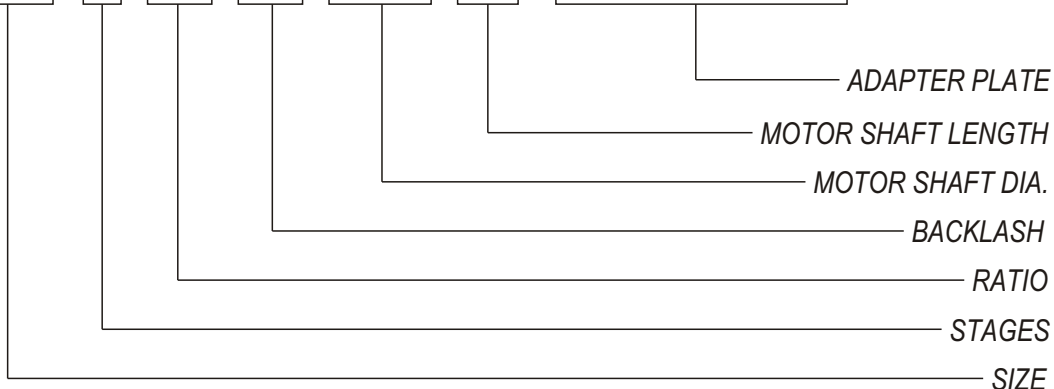 ADAPTER PLATE
MOTOR SHAFT LENGTH
MOTOR SHAFT DIA.
BACKLASH
RATIO
STAGES
SIZE